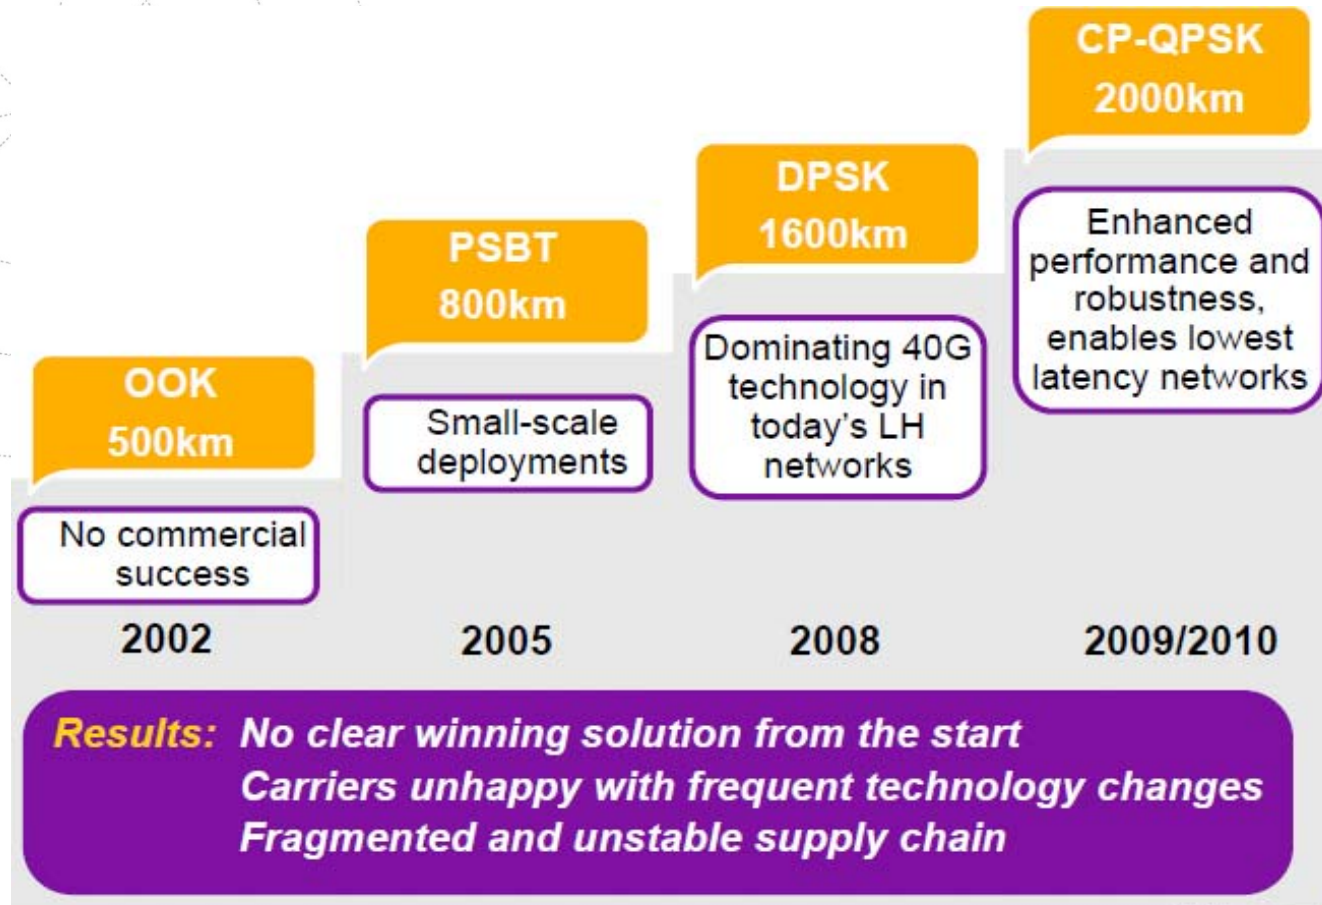 CP-QPSK
2000km
DPSK
1600km
PSBT
800km
OOK
500km
Enhanced
performance and
robustness,
enables lowest
latency networks
Dominating 40G
technology in
today's LH
networks
Small-scale
deployments
No commercial
success
2002
2005
2008
2009/2010
Results: No clear winning solution from the start
Carriers unhappy with frequent technology changes
Fragmented and unstable supply chain